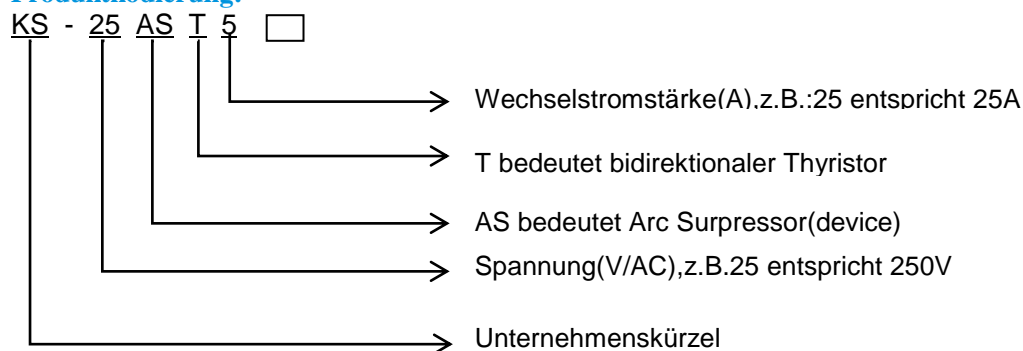 Produktkodierung:
KS - 25 AS T 5
Wechselstromstärke(A),z.B.:25 entspricht 25A
T bedeutet bidirektionaler Thyristor
AS bedeutet Arc Surpressor(device)
Spannung(V/AC),z.B.25 entspricht 250V
Unternehmenskürzel